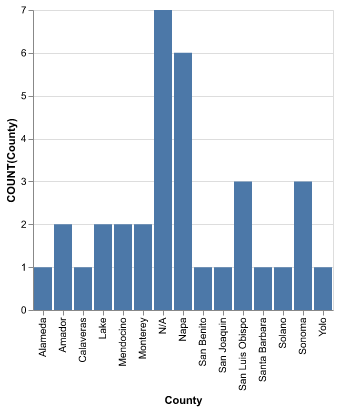 7
6
5
4
3
2
1
0
COUNT(County)
Alameda
Amador
Calaveras
Lake
Mendocino
Monterey
N/A
Napa
San Benito
San Joaquin
San Luis Obispo
Santa Barbara
Solano
Sonoma
Yolo
County